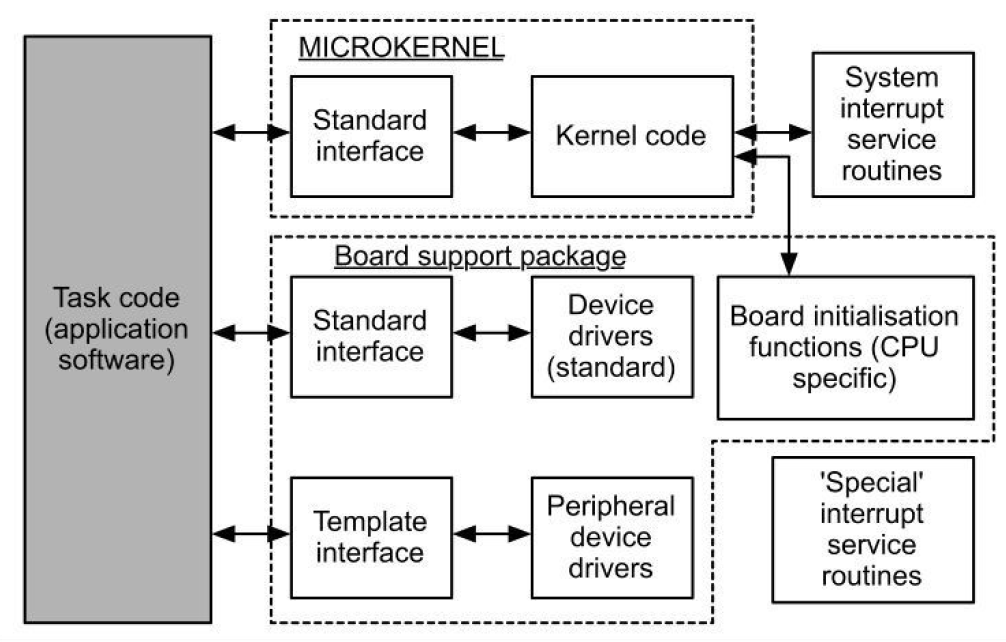 MICROKERNEL
Standard
interface
Kernel code
System
interrupt
service
routines
Task code
(application
software)
Board support package
Standard
interface
Device
drivers
(standard)
Board initialisation
functions (CPU
specific)
Template
interface
Peripheral
device
drivers
'Special'
interrupt
service
routines